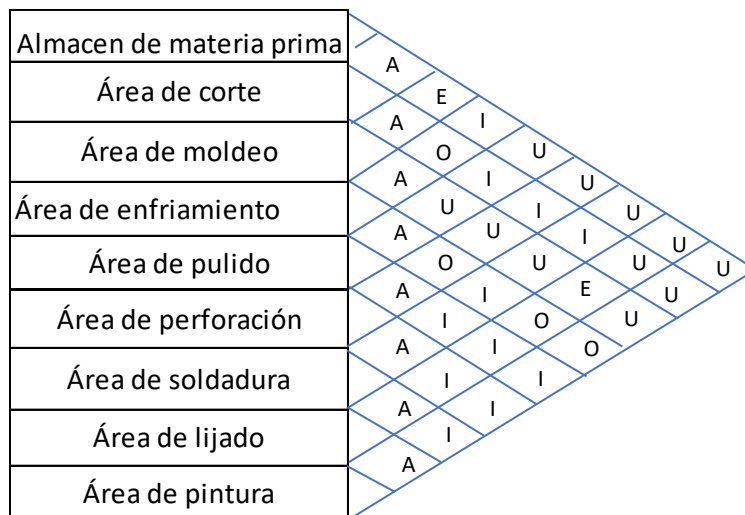 Almacen de materia prima
A
Área de corte
E
I
A
Área de moldeo
O
U
A
I
U
Área de enfriamiento
U
I
U
A
U
I
U
Área de pulido
O
U
U
U
A
I
E
U
Área de perforación
I
O
U
A
I
O
Área de soldadura
I
I
A
I
Área de lijado
I
A
Área de pintura